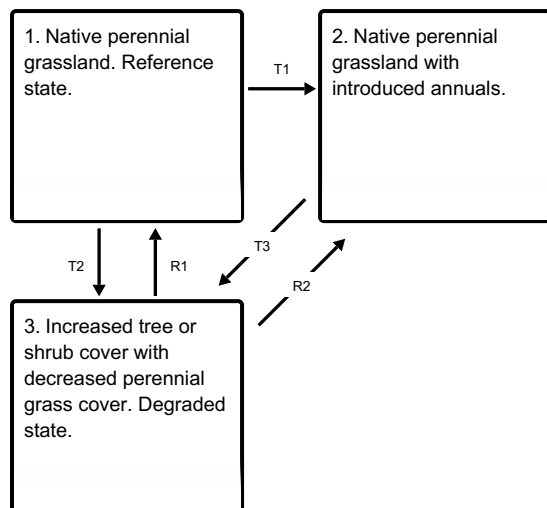 1. Native perennial
grassland. Reference
state.
T1
2. Native perennial
grassland with
introduced annuals.
T2
R1
T3
R2
3. Increased tree or
shrub cover with
decreased perennial
grass cover. Degraded
state.